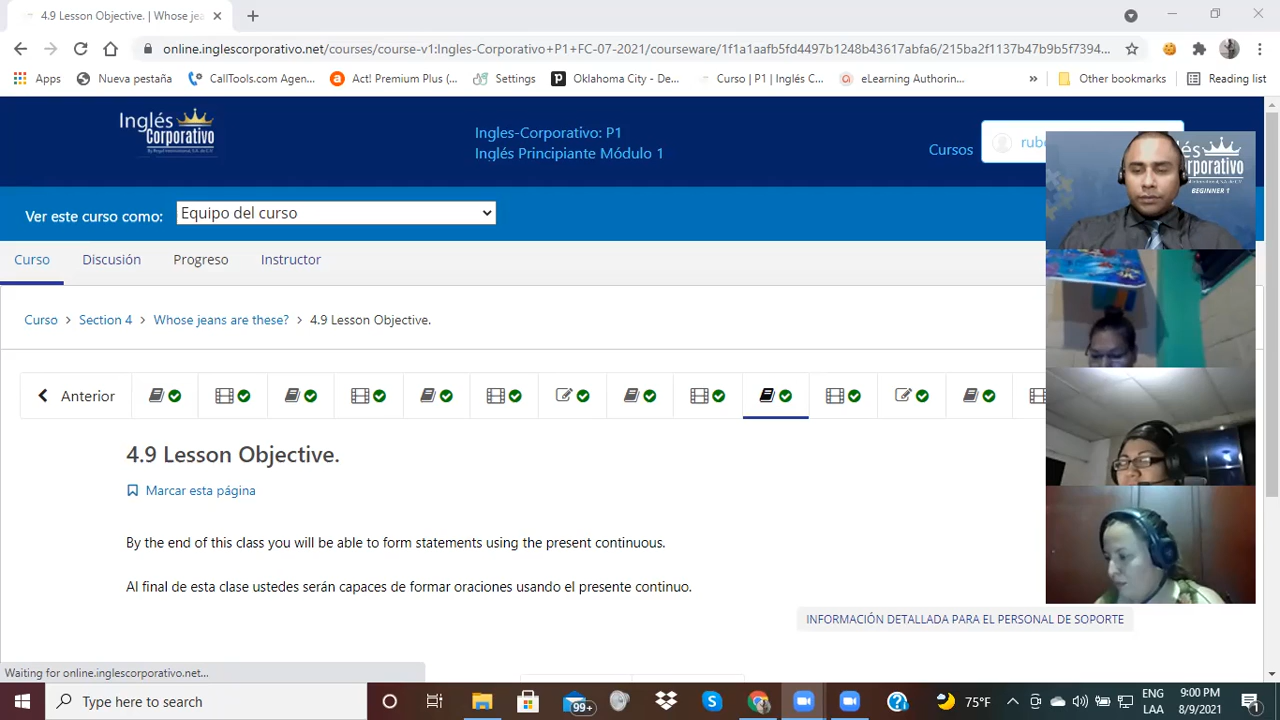 4.9 Lesson Objective. | Whose jea
online.inglescorporativo.net/courses/course-v1:Ingles-Corporativo+P1+FC-07-2021/courseware/1f1a1aafb5fd4497b1248b43617abfa6/215ba2f1137b47b9b5f7394...
Apps Nueva pestaña CallTools.com Agen... Act! Premium Plus (... Settings Oklahoma City - De... Curso | P1 | Inglés C... eLearning Authorin... » Other bookmarks Reading list
Inglés Corporativo
Ingles-Corporativo: P1
Inglés Principiante Módulo 1
Cursos
rub
BEGINNER 1
Ver este curso como: Equipo del curso
Curso Discusión Progreso Instructor
Curso > Section 4 > Whose jeans are these? > 4.9 Lesson Objective.
Anterior
4.9 Lesson Objective.
Marcar esta página
By the end of this class you will be able to form statements using the present continuous.
Al final de esta clase ustedes serán capaces de formar oraciones usando el presente continuo.
INFORMACIÓN DETALLADA PARA EL PERSONAL DE SOPORTE
Waiting for online.inglescorporativo.net...
Type here to search
99+
75°F
ENG
LAA
9:00 PM
8/9/2021
1